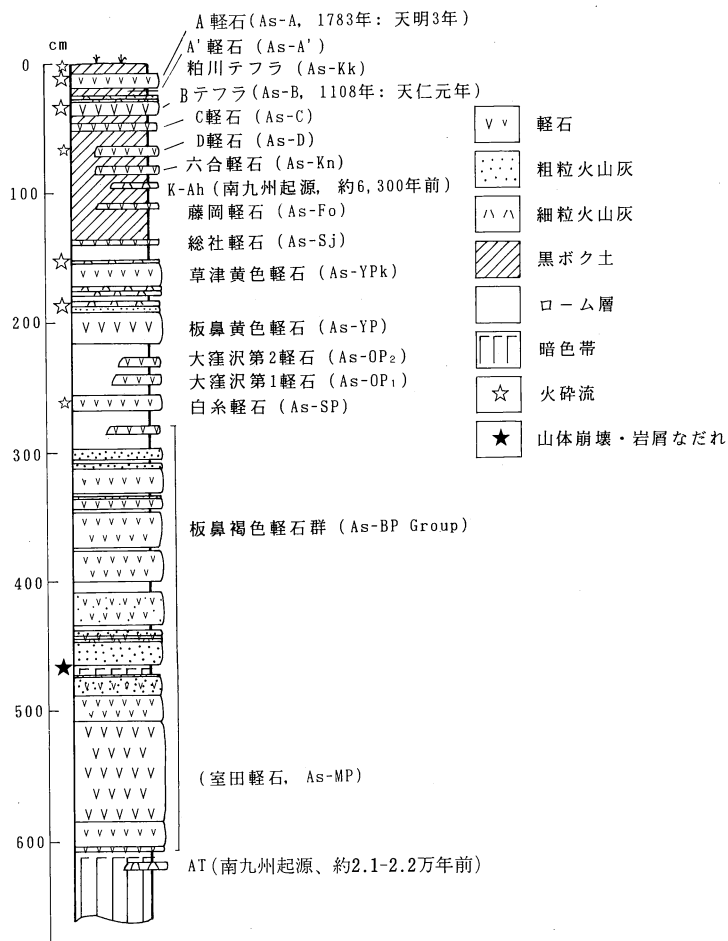 A軽石(As-A, 1783年: 天明3年)
A'軽石 (As-A')
粕川テフラ (As-Kk)
Bテフラ(As-B, 1108年: 天仁元年)
C軽石 (As-C)
D軽石 (As-D)
六合軽石 (As-Kn)
K-Ah (南九州起源, 約6,300年前)
藤岡軽石 (As-Fo)
総社軽石 (As-Sj)
草津黄色軽石 (As-YPk)
板鼻黄色軽石 (As-YP)
大窪沢第2軽石 (As-OP₂)
大窪沢第1軽石 (As-OP₁)
白糸軽石 (As-SP)
板鼻褐色軽石群 (As-BP Group)
(室田軽石, As-MP)
AT(南九州起源、約2.1-2.2万年前)
cm
0
100
200
300
400
500
600
軽石
粗粒火山灰
細粒火山灰
黒ボク土
ローム層
暗色帯
火砕流
山体崩壊・岩屑なだれ